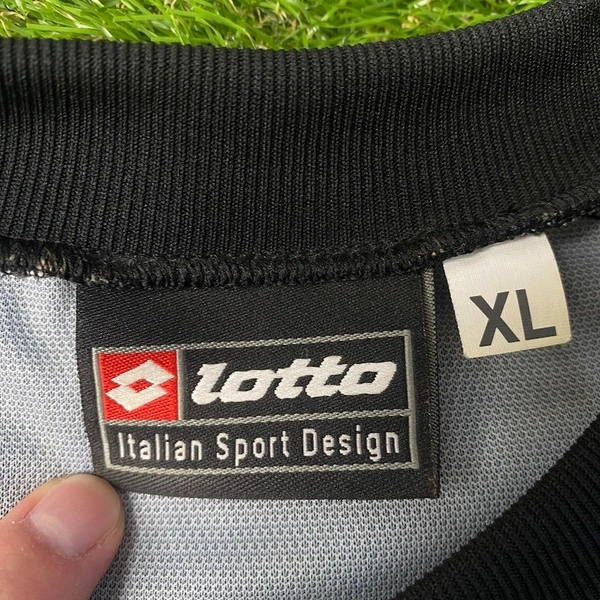 XL
lotto
Italian Sport Design